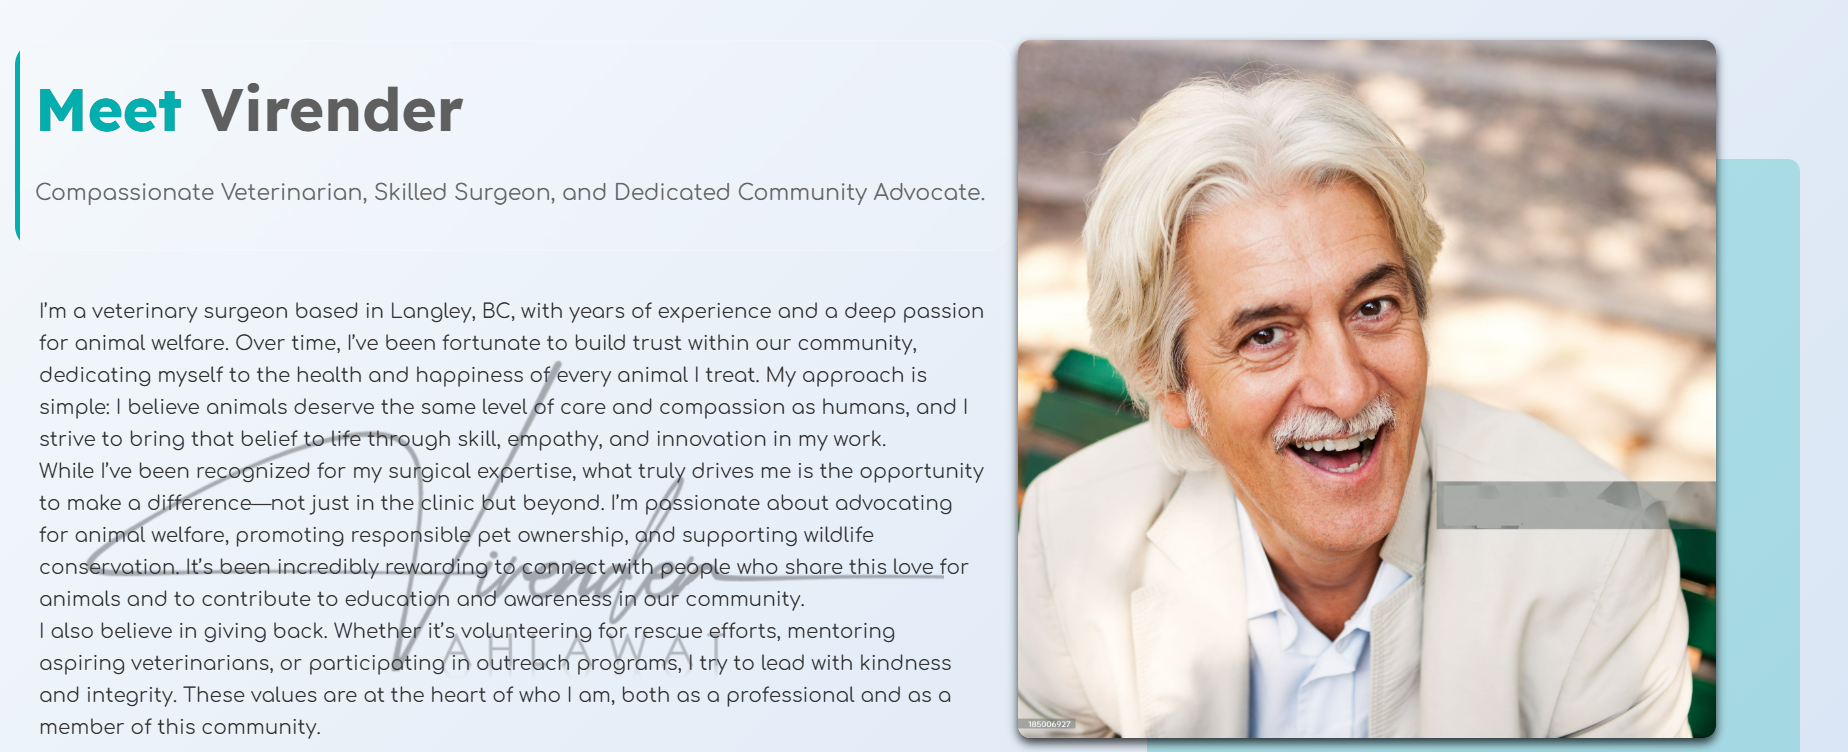 Meet Virender
Compassionate Veterinarian, Skilled Surgeon, and Dedicated Community Advocate.
I'm a veterinary surgeon based in Langley, BC, with years of experience and a deep passion
for animal welfare. Over time, I've been fortunate to build trust within our community,
dedicating myself to the health and happiness of every animal I treat. My approach is
simple: I believe animals deserve the same level of care and compassion as humans, and I
strive to bring that belief to life through skill, empathy, and innovation in my work.
While I've been recognized for my surgical expertise, what truly drives me is the opportunity
to make a difference—not just in the clinic but beyond. I'm passionate about advocating
for animal welfare, promoting responsible pet ownership, and supporting wildlife
conservation. It's been incredibly rewarding to connect with people who share this love for
animals and to contribute to education and awareness in our community.
I also believe in giving back. Whether it's volunteering for rescue efforts, mentoring
aspiring veterinarians, or participating in outreach programs, I try to lead with kindness
and integrity. These values are at the heart of who I am, both as a professional and as a
member of this community.
Virender
AHLAWAT
185006927